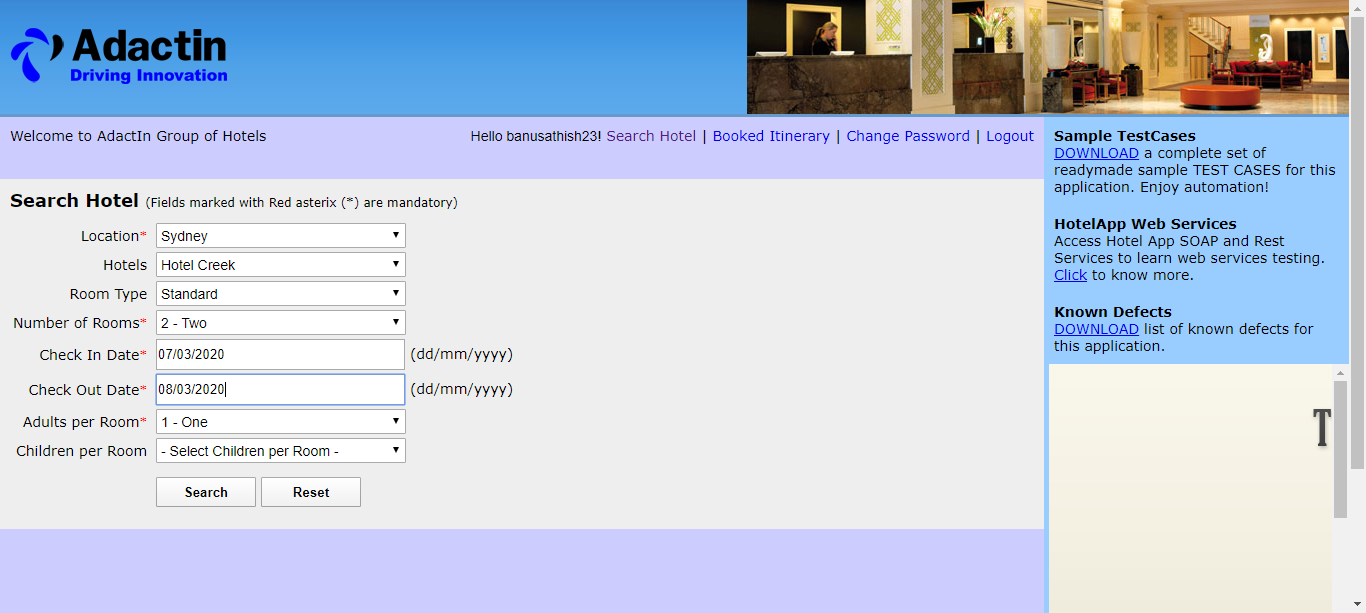 Adactin
Driving Innovation
Welcome to AdactIn Group of Hotels
Hello banusathish23! Search Hotel | Booked Itinerary | Change Password | Logout
Search Hotel (Fields marked with Red asterix (*) are mandatory)
Location* Sydney
Hotels Hotel Creek
Room Type Standard
Number of Rooms* 2 - Two
Check In Date* 07/03/2020 (dd/mm/yyyy)
Check Out Date* 08/03/2020 (dd/mm/yyyy)
Adults per Room* 1 - One
Children per Room - Select Children per Room -
Search Reset
Sample TestCases
DOWNLOAD a complete set of
readymade sample TEST CASES for this
application. Enjoy automation!
HotelApp Web Services
Access Hotel App SOAP and Rest
Services to learn web services testing.
Click to know more.
Known Defects
DOWNLOAD list of known defects for
this application.
T